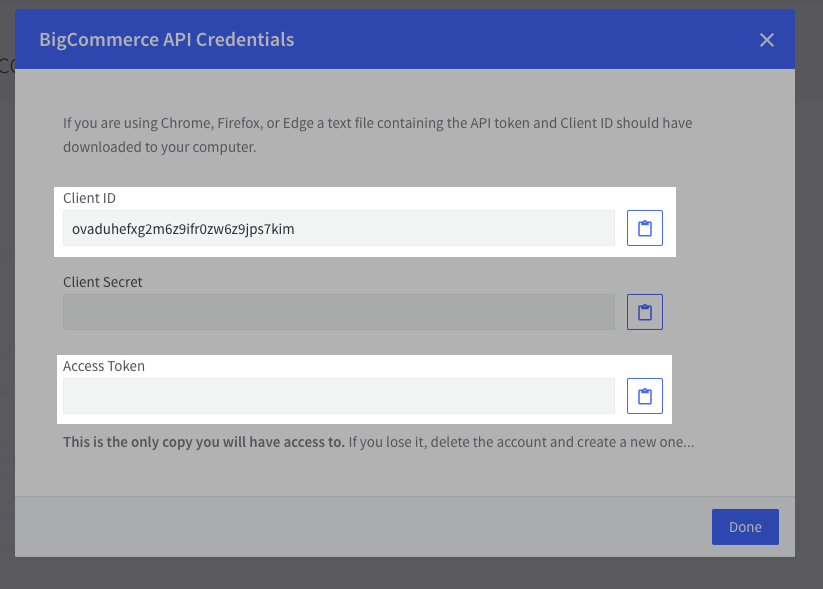 BigCommerce API Credentials
If you are using Chrome, Firefox, or Edge a text file containing the API token and Client ID should have
downloaded to your computer.
Client ID
ovaduhefxg2m6z9ifr0zw6z9jps7kim
Client Secret
Access Token
This is the only copy you will have access to. If you lose it, delete the account and create a new one...
Done